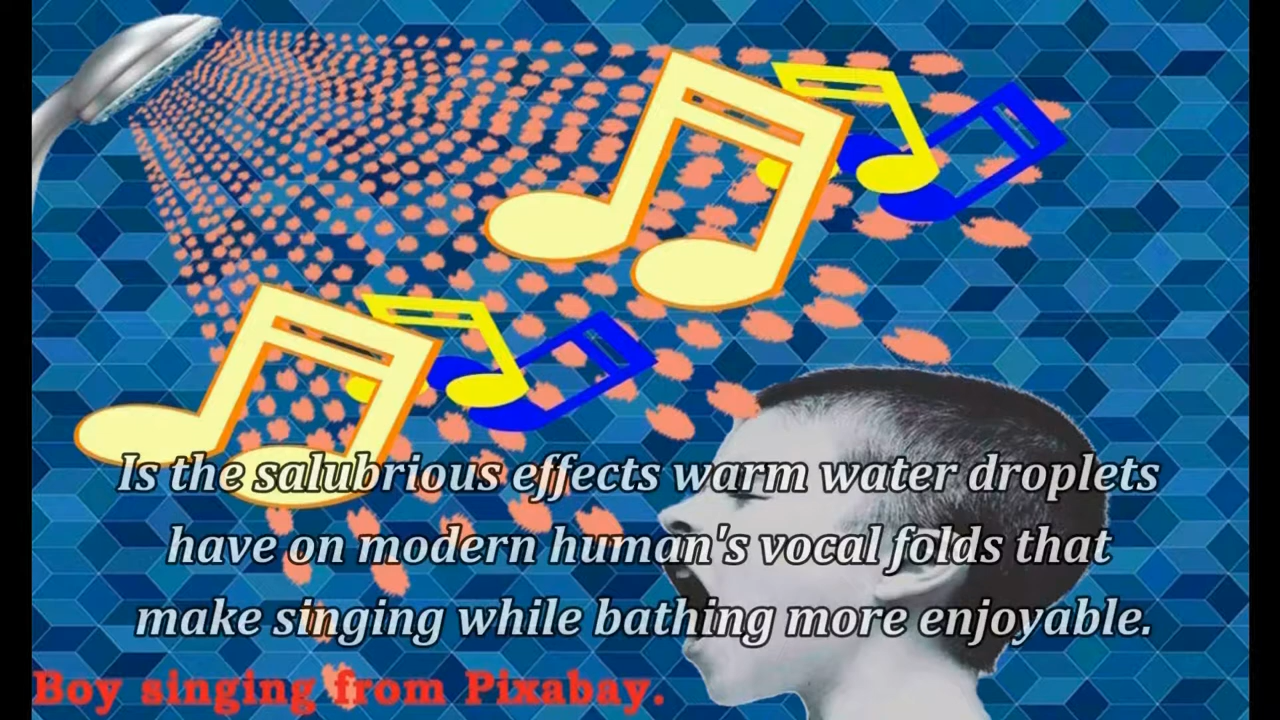 Is the salubrious effects warm water droplets
have on modern human's vocal folds that
make singing while bathing more enjoyable.
Boy singing from Pixabay.